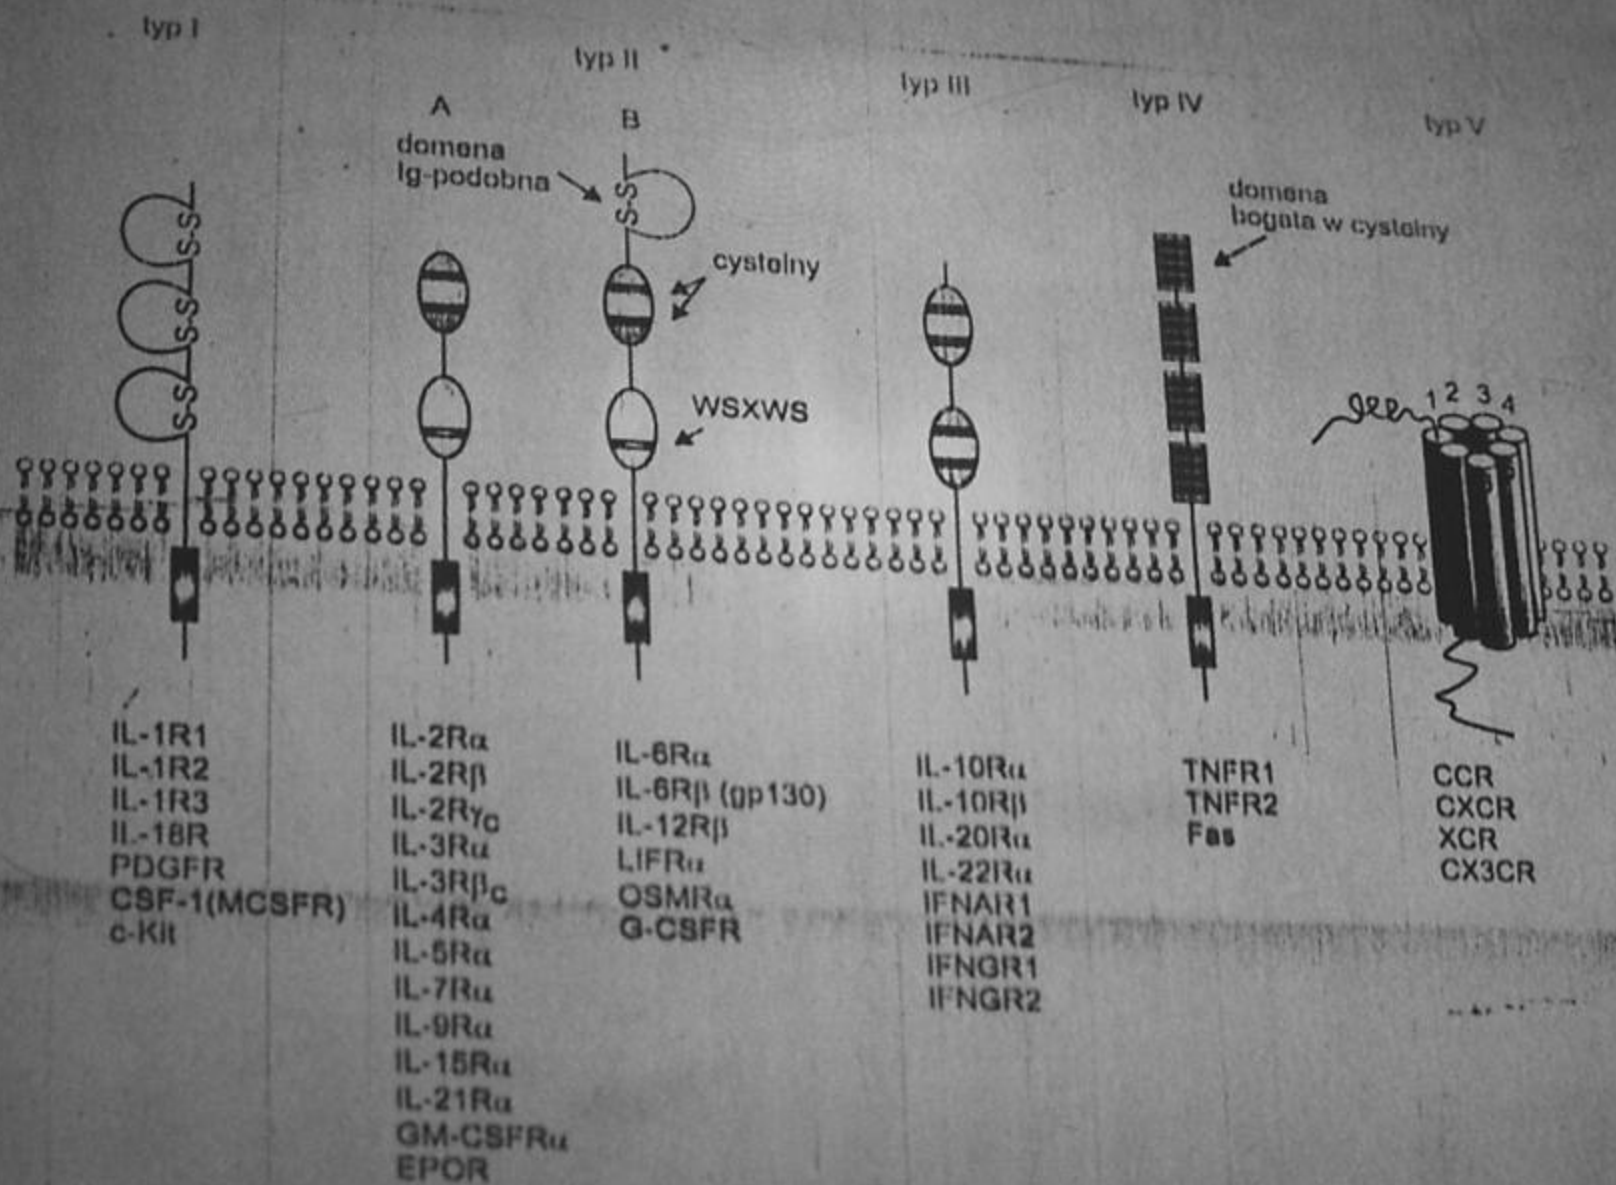 typ I
typ II
typ III
typ IV
typ V
A
B
domena
Ig-podobna
S-S
S-S
S-S
S-S
cysteiny
WSXWS
domena
bogata w cysteiny
1 2 3 4
IL-1R1
IL-1R2
IL-1R3
IL-18R
PDGFR
CSF-1(MCSFR)
c-Kit
IL-2Rα
IL-2Rβ
IL-2Rγc
IL-3Rα
IL-3Rβc
IL-4Rα
IL-5Rα
IL-7Rα
IL-9Rα
IL-15Rα
IL-21Rα
GM-CSFRα
EPOR
IL-6Rα
IL-6Rβ (gp130)
IL-12Rβ
LIFRα
OSMRα
G-CSFR
IL-10Rα
IL-10Rβ
IL-20Rα
IL-22Rα
IFNAR1
IFNAR2
IFNGR1
IFNGR2
TNFR1
TNFR2
Fas
CCR
CXCR
XCR
CX3CR